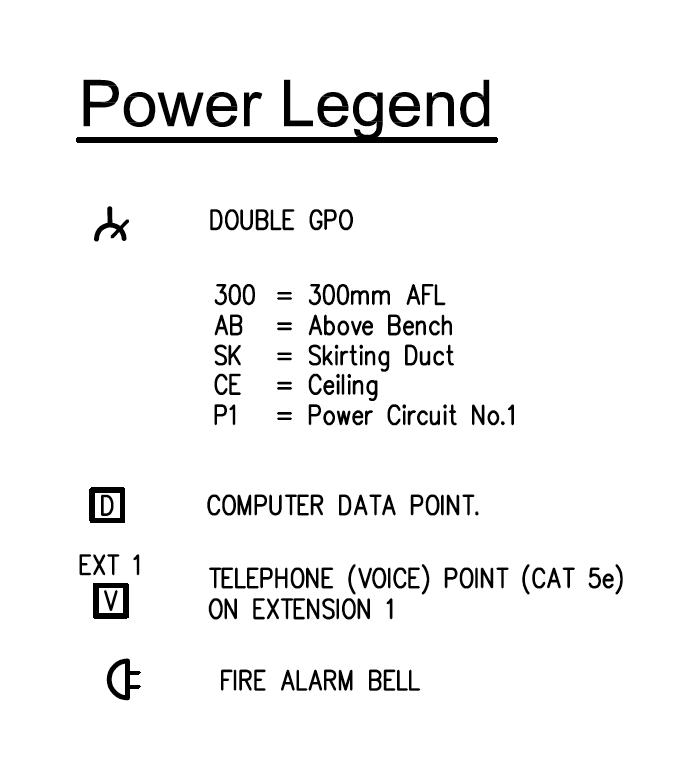 Power Legend
DOUBLE GPO
300 = 300mm AFL
AB = Above Bench
SK = Skirting Duct
CE = Ceiling
P1 = Power Circuit No.1
D COMPUTER DATA POINT.
EXT 1
V TELEPHONE (VOICE) POINT (CAT 5e)
ON EXTENSION 1
FIRE ALARM BELL